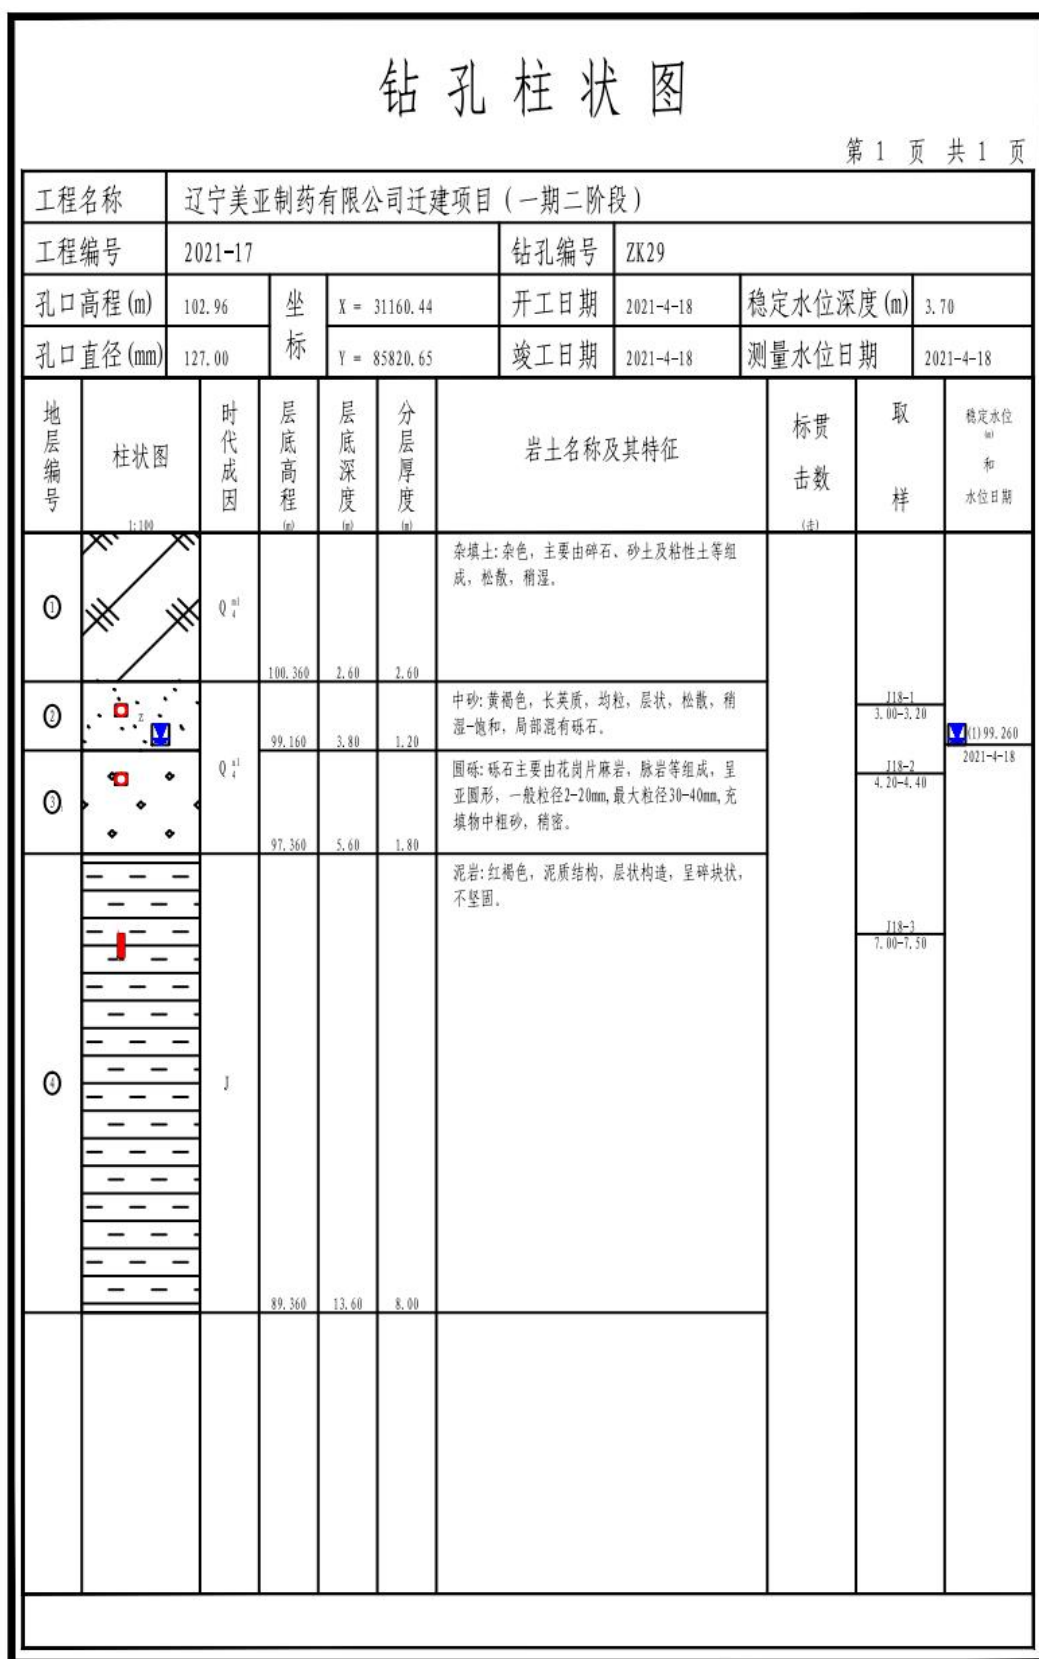 钻孔柱状图
第 1 页 共 1 页
工程名称 辽宁美亚制药有限公司迁建项目(一期二阶段)
工程编号 2021-17 钻孔编号 ZK29
孔口高程(m) 102.96 坐标 X = 31160.44 开工日期 2021-4-18 稳定水位深度(m) 3.70
孔口直径(mm) 127.00 Y = 85820.65 竣工日期 2021-4-18 测量水位日期 2021-4-18
地层编号 柱状图 1:100 时代成因 层底高程(m) 层底深度(m) 分层厚度(m) 岩土名称及其特征 标贯击数(击) 取样 稳定水位(m)和水位日期
杂填土:杂色，主要由碎石、砂土及粘性土等组
成，松散，稍湿。
① Q ml 4
100.360 2.60 2.60
中砂:黄褐色，长英质，均粒，层状，松散，稍
湿-饱和，局部混有砾石。
J18-1
3.00-3.20
② z
(1)99.260
99.160 3.80 1.20
2021-4-18
圆砾:砾石主要由花岗片麻岩，脉岩等组成，呈
亚圆形，一般粒径2-20mm,最大粒径30-40mm,充
填物中粗砂，稍密。
Q al 4
J18-2
4.20-4.40
③
97.360 5.60 1.80
泥岩:红褐色，泥质结构，层状构造，呈碎块状，
不坚固。
J18-3
7.00-7.50
④ J
89.360 13.60 8.00